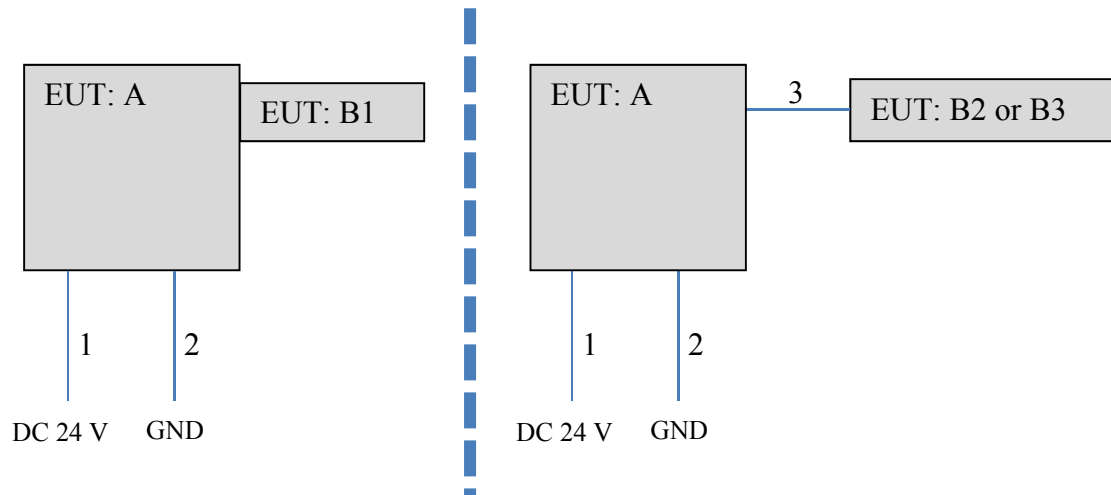 EUT: A
EUT: B1
1
2
DC 24 V
GND
EUT: A
3
EUT: B2 or B3
1
2
DC 24 V
GND